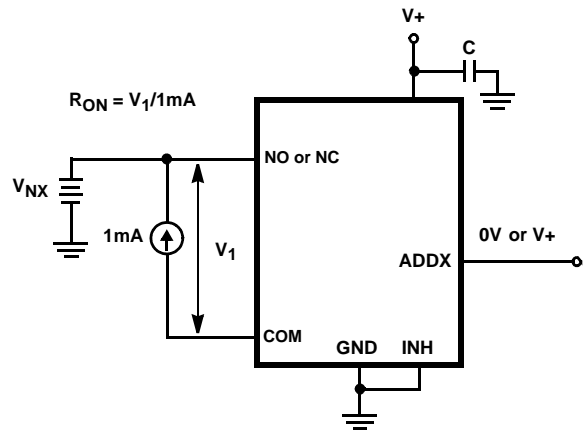 V+
C
R_ON = V_1/1mA
NO or NC
V_NX
1mA
V_1
0V or V+
ADDX
COM
GND INH